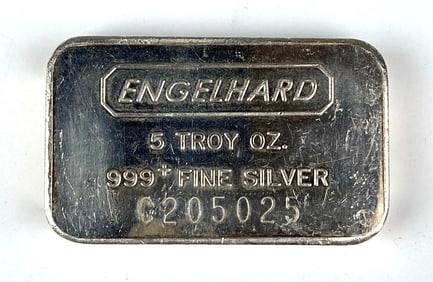 ENGELHARD
5 TROY OZ.
999+ FINE SILVER
C205025